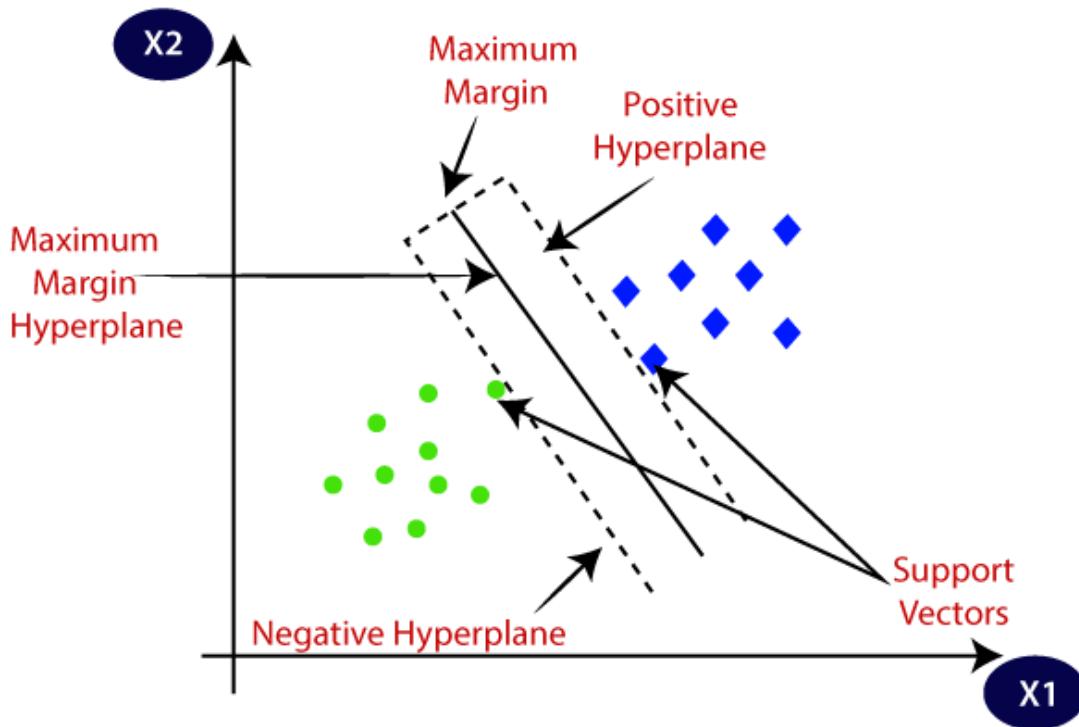 X2
Maximum
Margin
Positive
Hyperplane
Maximum
Margin
Hyperplane
Support
Vectors
Negative Hyperplane
X1